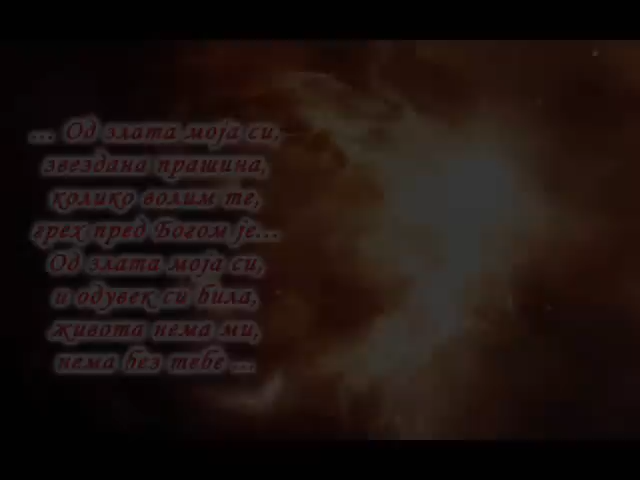 ... Од злата моја си,
звездана прашина,
колико волим те,
грех пред Богом је...
Од злата моја си,
и одувек си била,
живота нема ми,
нема без тебе ...